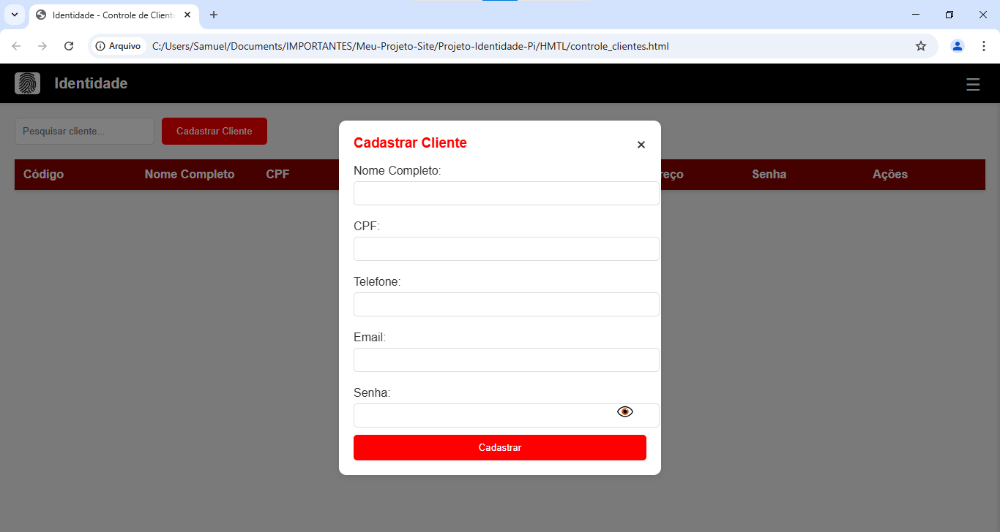 Identidade - Controle de Cliente
Arquivo
C:/Users/Samuel/Documents/IMPORTANTES/Meu-Projeto-Site/Projeto-Identidade-Pi/HMTL/controle_clientes.html
Identidade
Pesquisar cliente...
Cadastrar Cliente
Código Nome Completo CPF reço Senha Ações
Cadastrar Cliente
Nome Completo:
CPF:
Telefone:
Email:
Senha:
Cadastrar